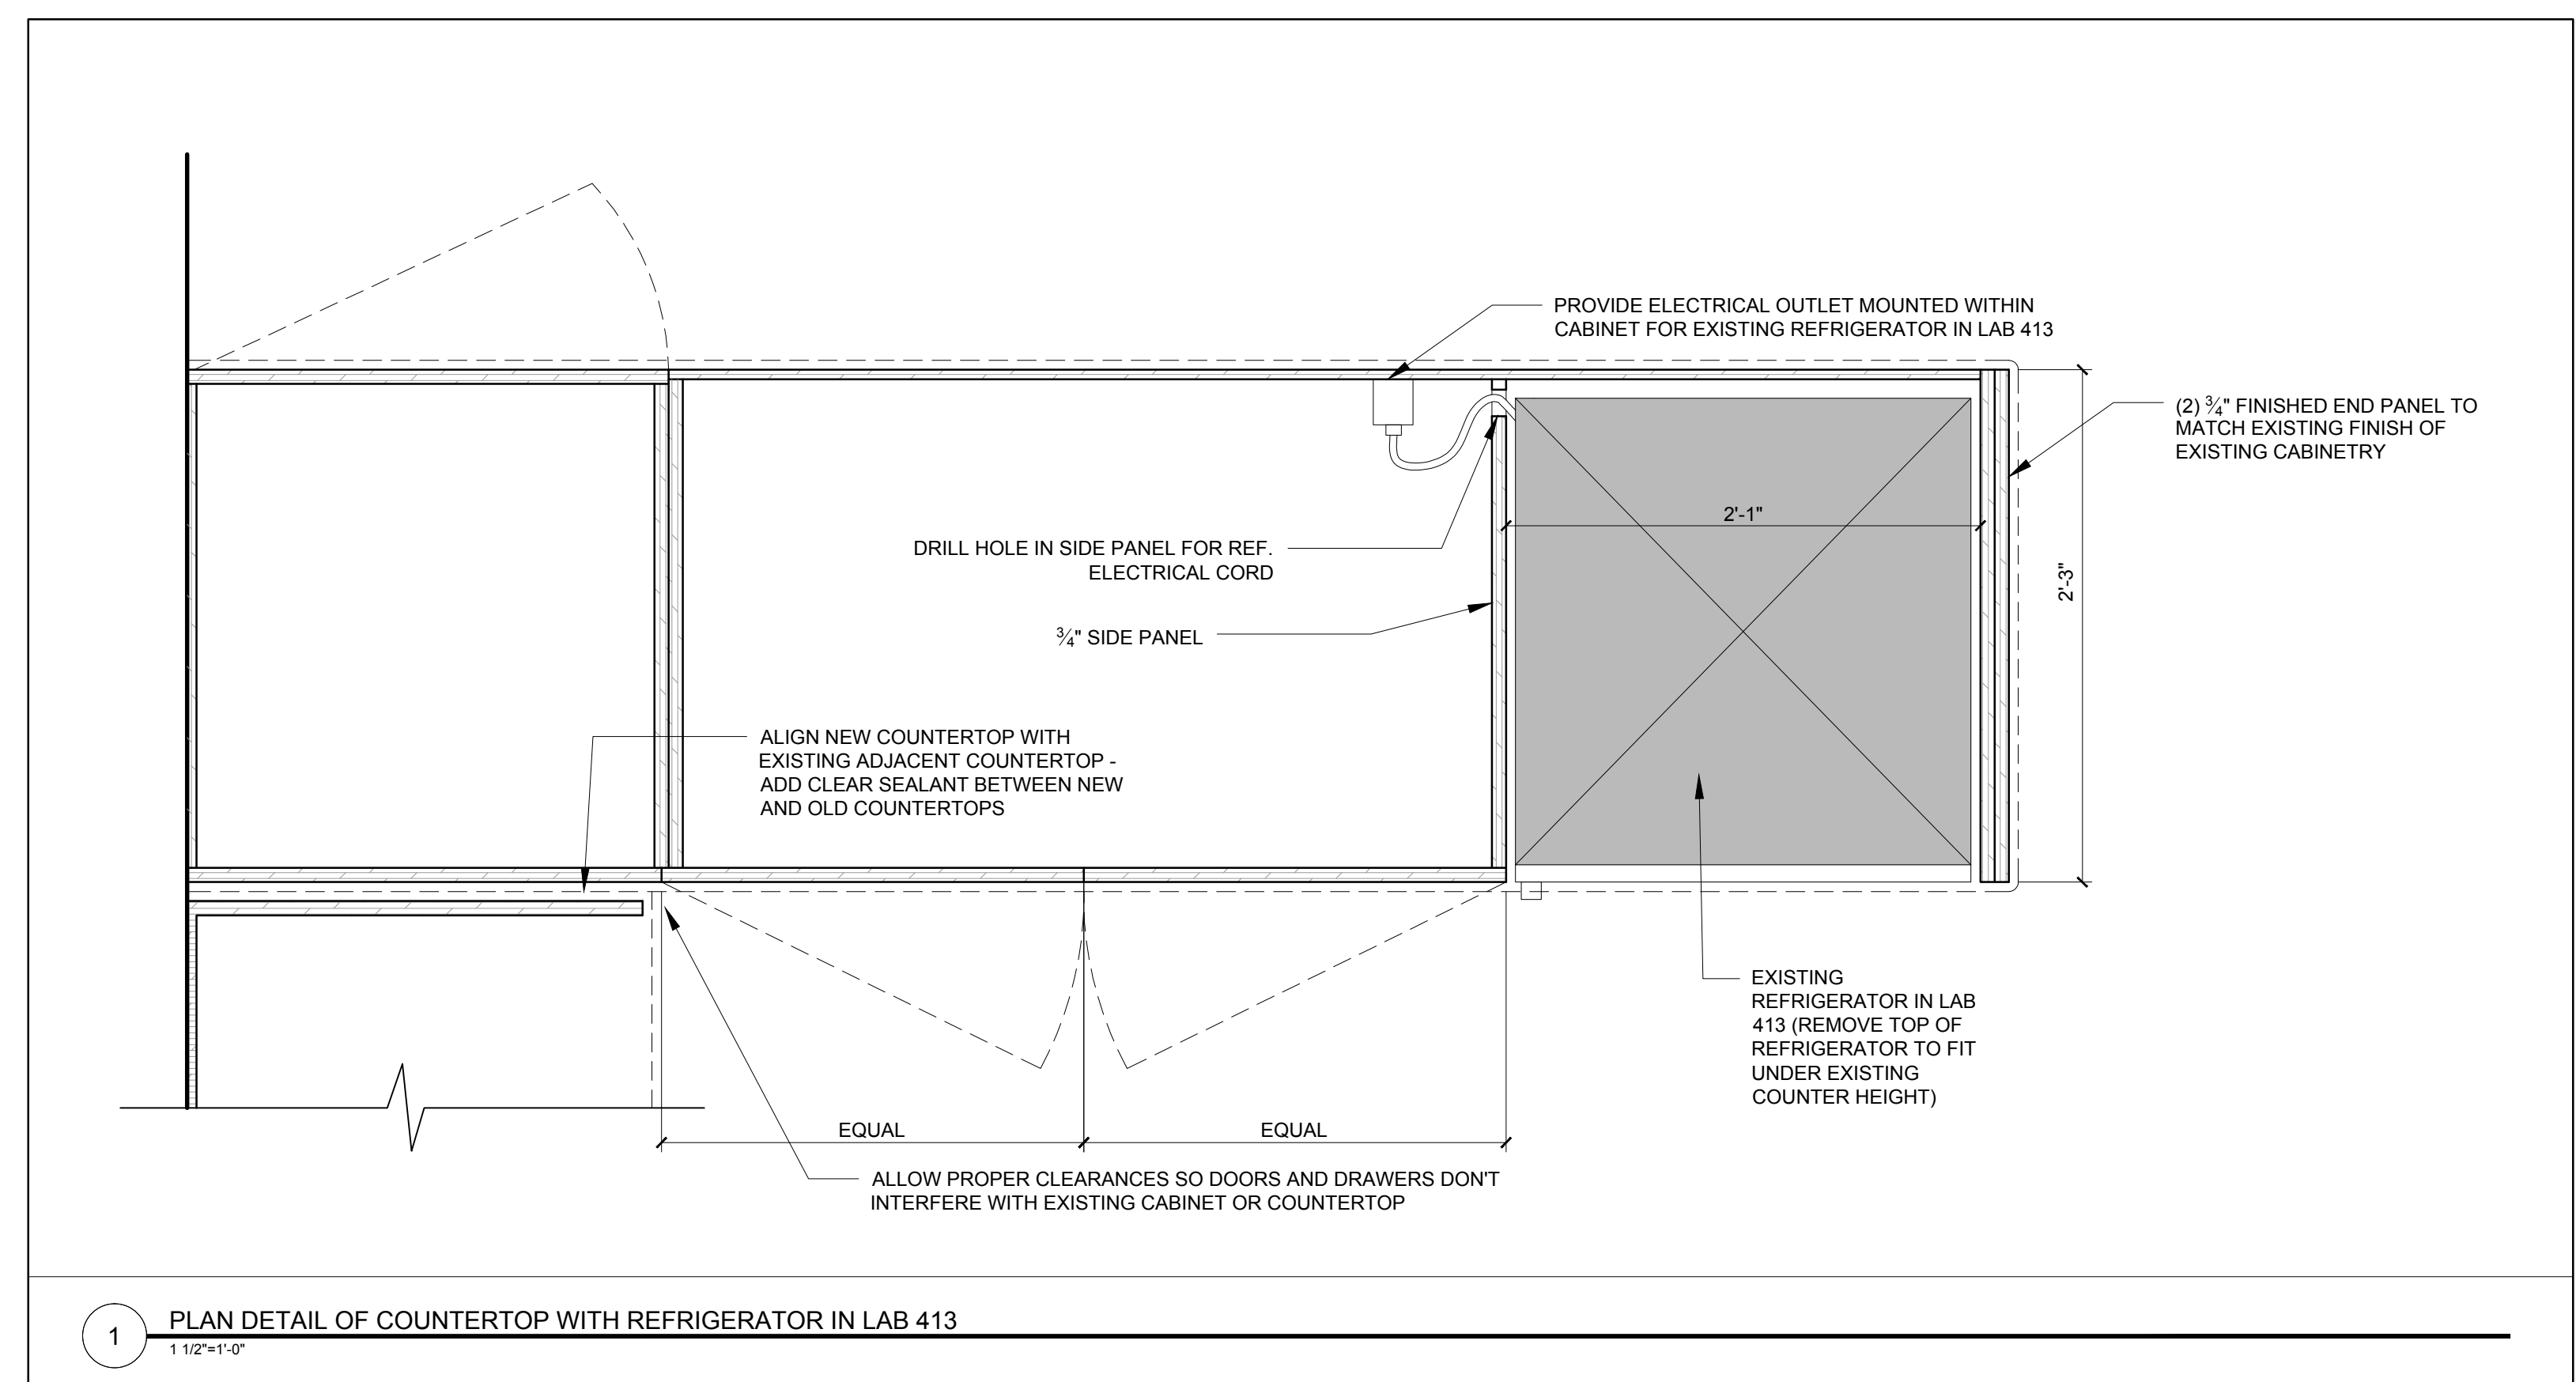 PROVIDE ELECTRICAL OUTLET MOUNTED WITHIN
CABINET FOR EXISTING REFRIGERATOR IN LAB 413
(2) ¾" FINISHED END PANEL TO
MATCH EXISTING FINISH OF
EXISTING CABINETRY
2'-1"
2'-3"
DRILL HOLE IN SIDE PANEL FOR REF.
ELECTRICAL CORD
¾" SIDE PANEL
ALIGN NEW COUNTERTOP WITH
EXISTING ADJACENT COUNTERTOP -
ADD CLEAR SEALANT BETWEEN NEW
AND OLD COUNTERTOPS
EXISTING
REFRIGERATOR IN LAB
413 (REMOVE TOP OF
REFRIGERATOR TO FIT
UNDER EXISTING
COUNTER HEIGHT)
EQUAL
EQUAL
ALLOW PROPER CLEARANCES SO DOORS AND DRAWERS DON'T
INTERFERE WITH EXISTING CABINET OR COUNTERTOP
1
PLAN DETAIL OF COUNTERTOP WITH REFRIGERATOR IN LAB 413
1 1/2"=1'-0"